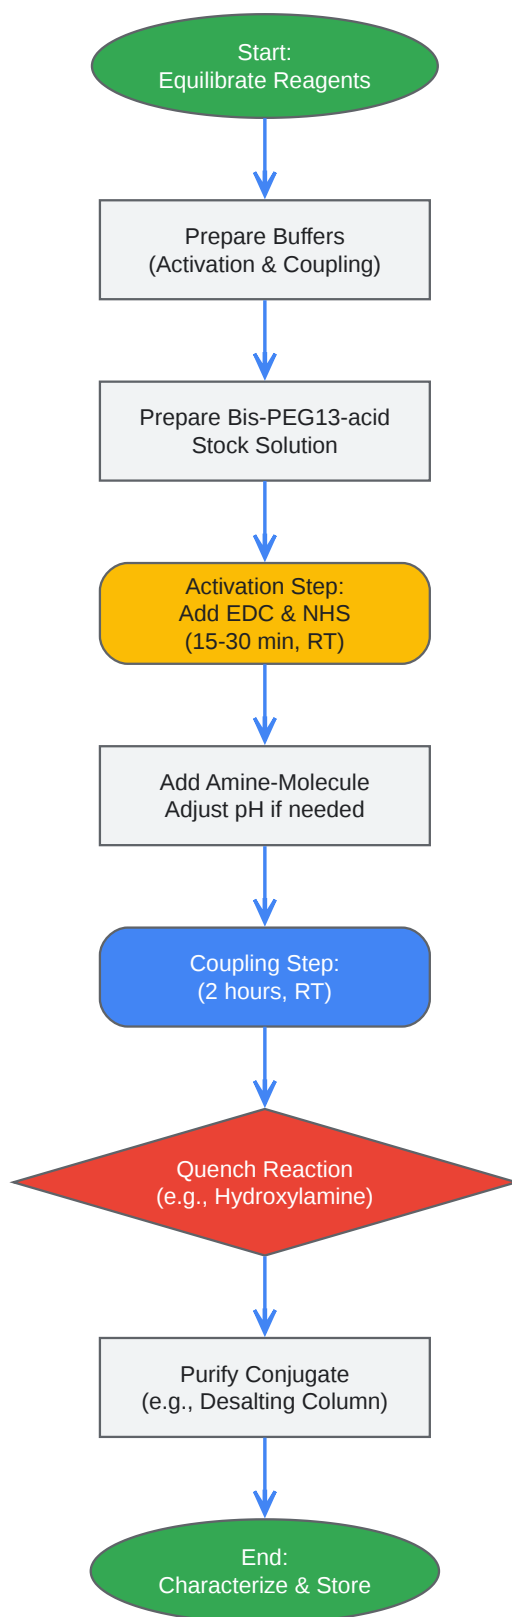 Start:
Equilibrate Reagents
Prepare Buffers
(Activation & Coupling)
Prepare Bis-PEG13-acid
Stock Solution
Activation Step:
Add EDC & NHS
(15-30 min, RT)
Add Amine-Molecule
Adjust pH if needed
Coupling Step:
(2 hours, RT)
Quench Reaction
(e.g., Hydroxylamine)
Purify Conjugate
(e.g., Desalting Column)
End:
Characterize & Store